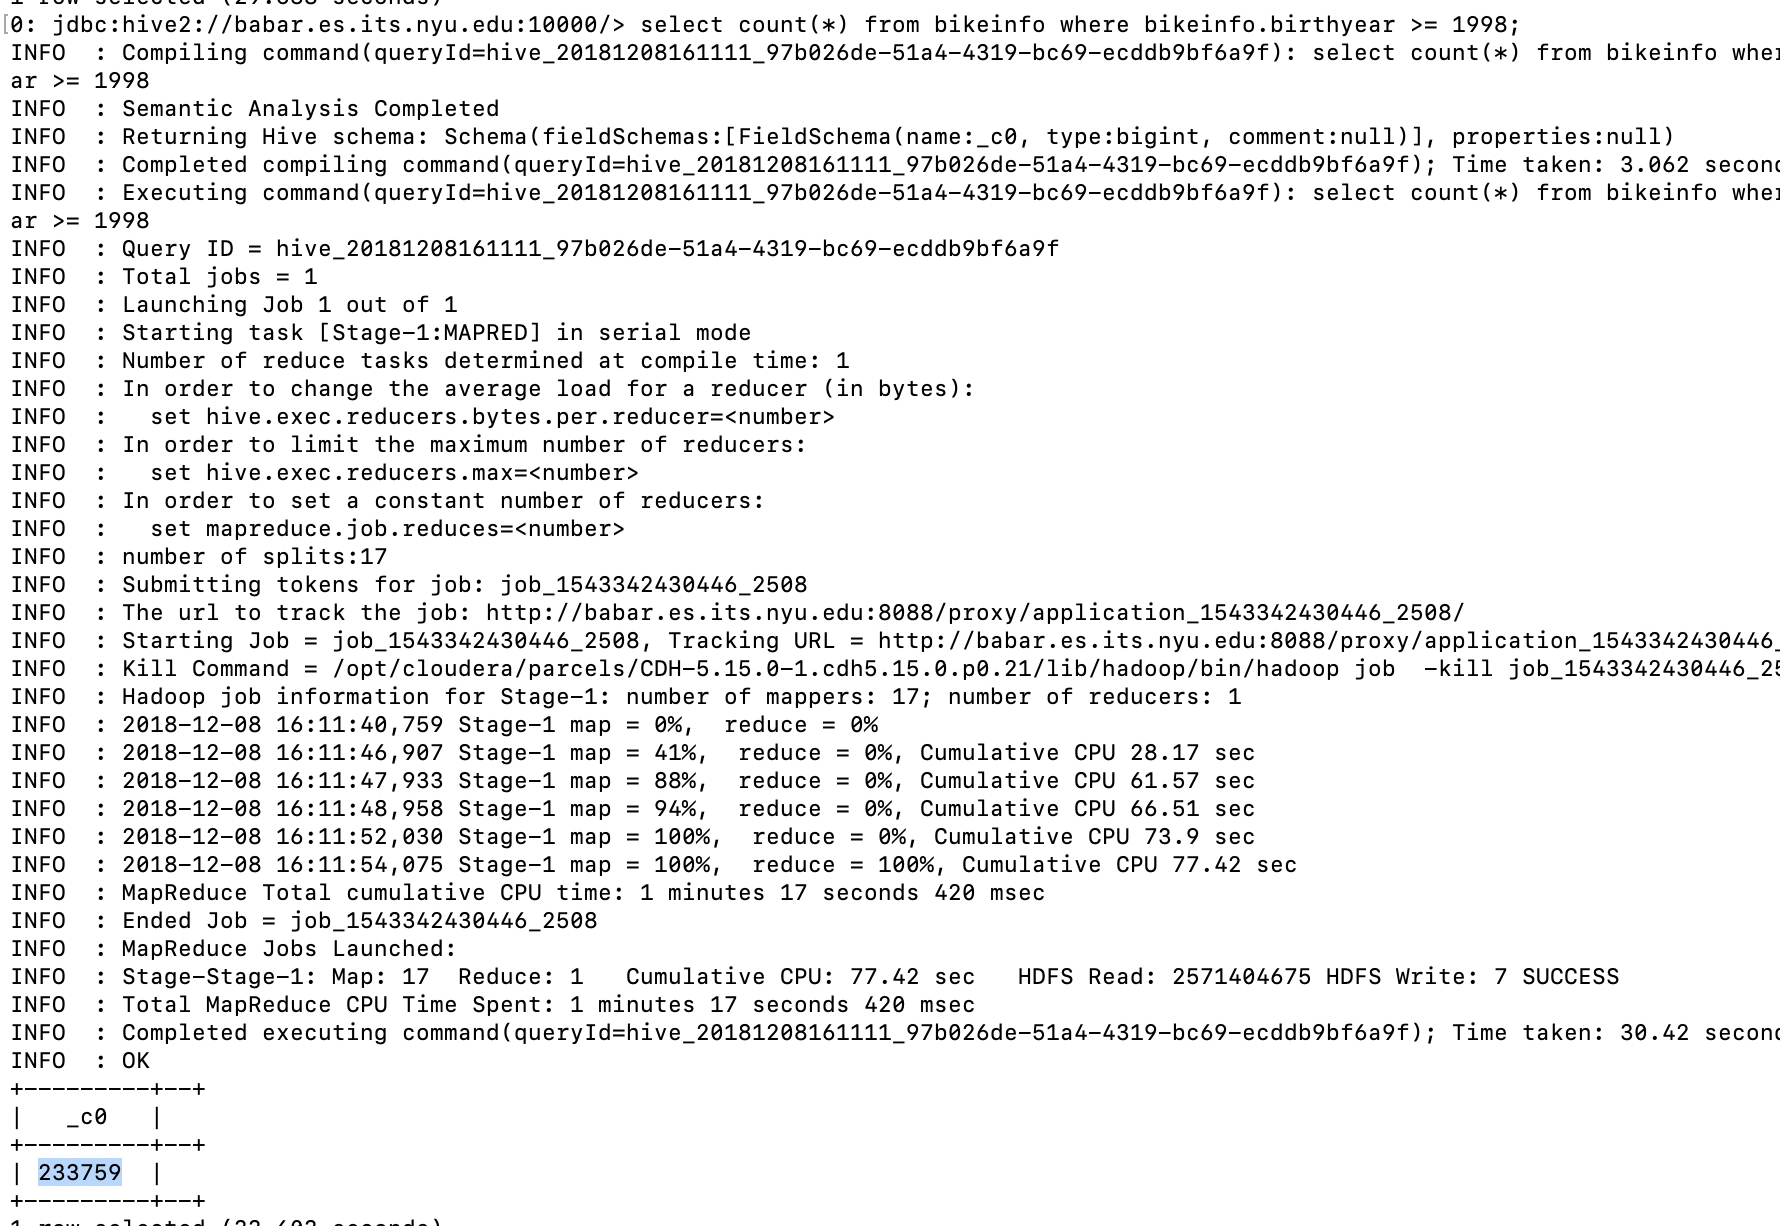 1 row selected (29.
seconds)
[0: jdbc:hive2://babar.es.its.nyu.edu:10000/> select count(*) from bikeinfo where bikeinfo.birthyear >= 1998;
INFO  : Compiling command(queryId=hive_20181208161111_97b026de-51a4-4319-bc69-ecddb9bf6a9f): select count(*) from bikeinfo wher
ar >= 1998
INFO  : Semantic Analysis Completed
INFO  : Returning Hive schema: Schema(fieldSchemas:[FieldSchema(name:_c0, type:bigint, comment:null)], properties:null)
INFO  : Completed compiling command(queryId=hive_20181208161111_97b026de-51a4-4319-bc69-ecddb9bf6a9f); Time taken: 3.062 second
INFO  : Executing command(queryId=hive_20181208161111_97b026de-51a4-4319-bc69-ecddb9bf6a9f): select count(*) from bikeinfo wher
ar >= 1998
INFO  : Query ID = hive_20181208161111_97b026de-51a4-4319-bc69-ecddb9bf6a9f
INFO  : Total jobs = 1
INFO  : Launching Job 1 out of 1
INFO  : Starting task [Stage-1:MAPRED] in serial mode
INFO  : Number of reduce tasks determined at compile time: 1
INFO  : In order to change the average load for a reducer (in bytes):
INFO  :   set hive.exec.reducers.bytes.per.reducer=<number>
INFO  : In order to limit the maximum number of reducers:
INFO  :   set hive.exec.reducers.max=<number>
INFO  : In order to set a constant number of reducers:
INFO  :   set mapreduce.job.reduces=<number>
INFO  : number of splits:17
INFO  : Submitting tokens for job: job_1543342430446_2508
INFO  : The url to track the job: http://babar.es.its.nyu.edu:8088/proxy/application_1543342430446_2508/
INFO  : Starting Job = job_1543342430446_2508, Tracking URL = http://babar.es.its.nyu.edu:8088/proxy/application_1543342430446_
INFO  : Kill Command = /opt/cloudera/parcels/CDH-5.15.0-1.cdh5.15.0.p0.21/lib/hadoop/bin/hadoop job  -kill job_1543342430446_25
INFO  : Hadoop job information for Stage-1: number of mappers: 17; number of reducers: 1
INFO  : 2018-12-08 16:11:40,759 Stage-1 map = 0%,  reduce = 0%
INFO  : 2018-12-08 16:11:46,907 Stage-1 map = 41%,  reduce = 0%, Cumulative CPU 28.17 sec
INFO  : 2018-12-08 16:11:47,933 Stage-1 map = 88%,  reduce = 0%, Cumulative CPU 61.57 sec
INFO  : 2018-12-08 16:11:48,958 Stage-1 map = 94%,  reduce = 0%, Cumulative CPU 66.51 sec
INFO  : 2018-12-08 16:11:52,030 Stage-1 map = 100%,  reduce = 0%, Cumulative CPU 73.9 sec
INFO  : 2018-12-08 16:11:54,075 Stage-1 map = 100%,  reduce = 100%, Cumulative CPU 77.42 sec
INFO  : MapReduce Total cumulative CPU time: 1 minutes 17 seconds 420 msec
INFO  : Ended Job = job_1543342430446_2508
INFO  : MapReduce Jobs Launched:
INFO  : Stage-Stage-1: Map: 17  Reduce: 1   Cumulative CPU: 77.42 sec   HDFS Read: 2571404675 HDFS Write: 7 SUCCESS
INFO  : Total MapReduce CPU Time Spent: 1 minutes 17 seconds 420 msec
INFO  : Completed executing command(queryId=hive_20181208161111_97b026de-51a4-4319-bc69-ecddb9bf6a9f); Time taken: 30.42 second
INFO  : OK
+---------+--+
|   _c0   |
+---------+--+
| 233759  |
+---------+--+
1 row selected (33.603 seconds)